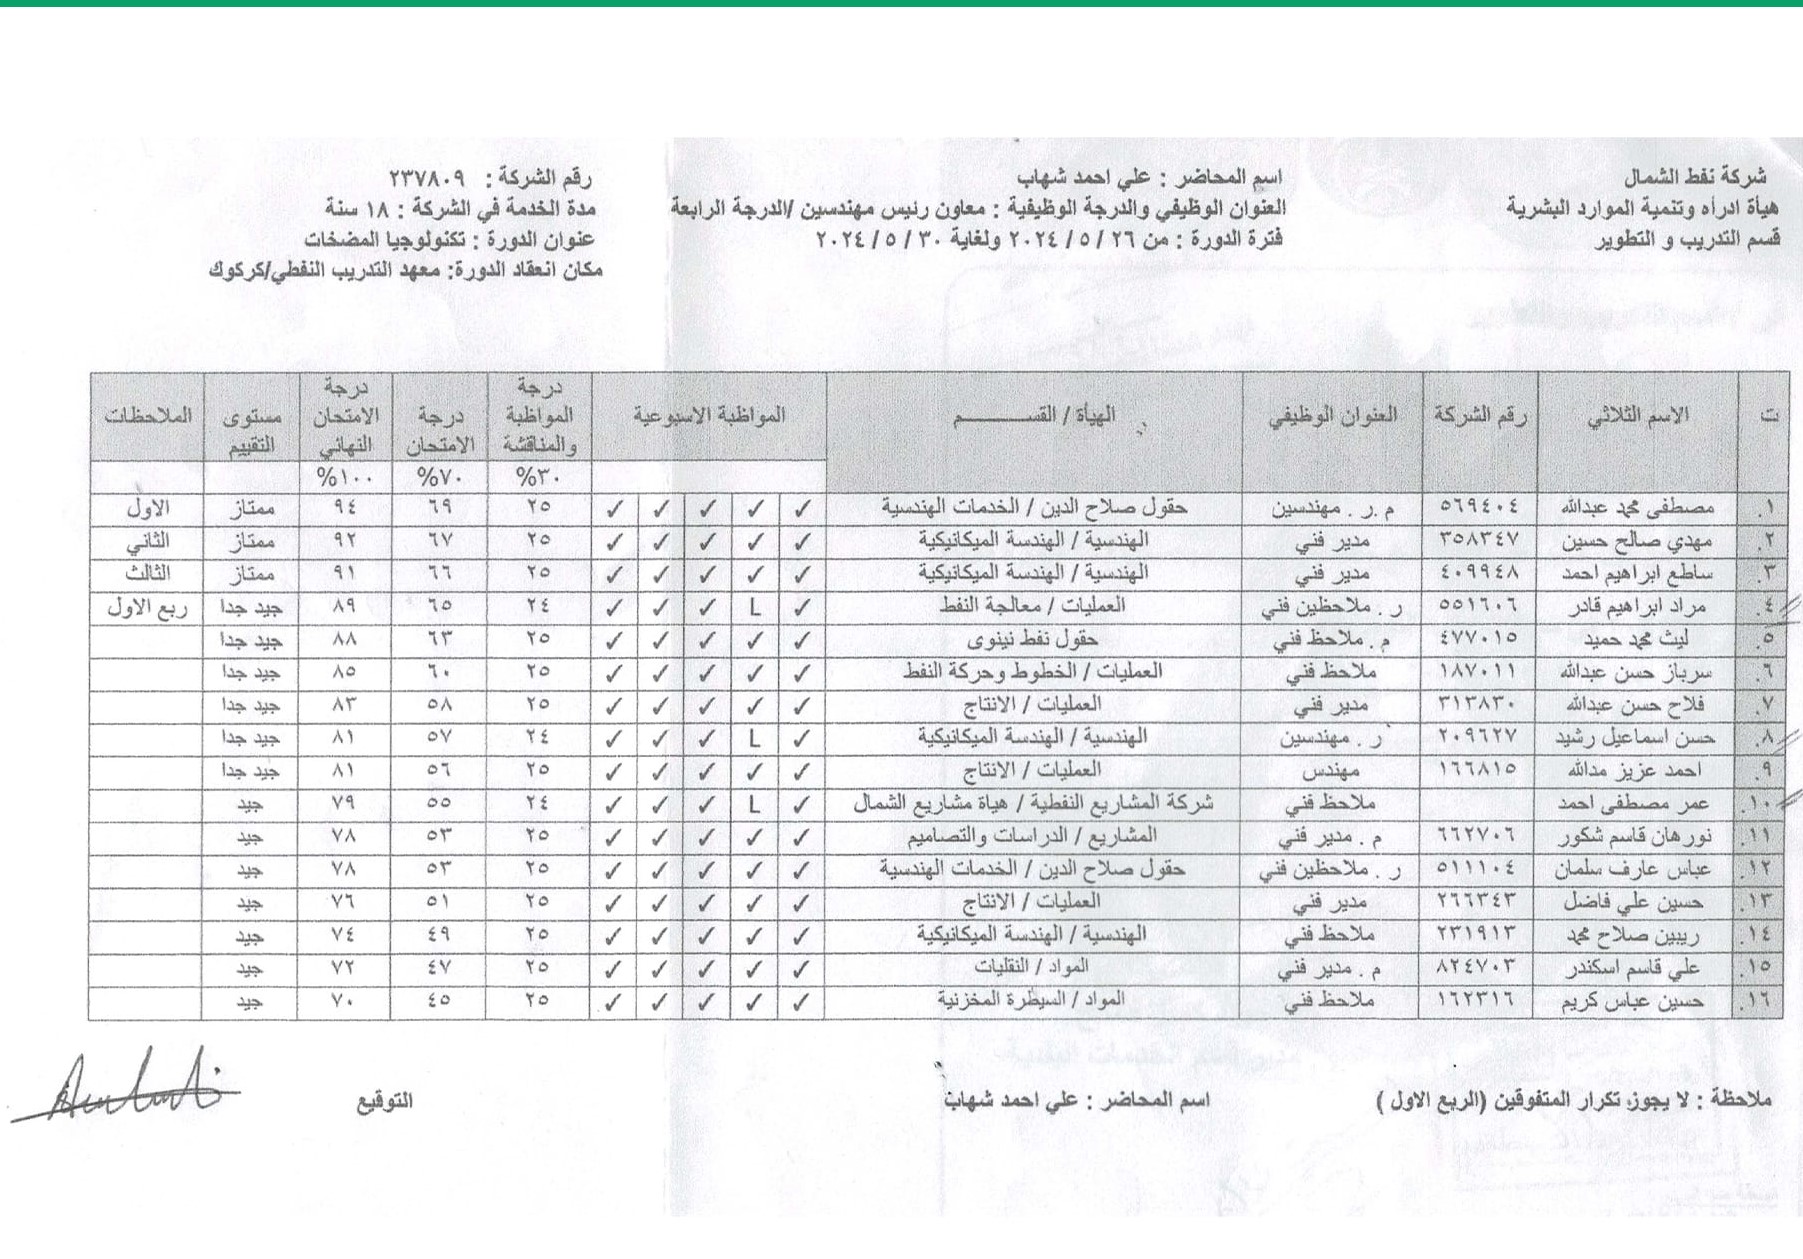 شركة نفط الشمال
هيأة ادراه وتنمية الموارد البشرية
قسم التدريب و التطوير
اسم المحاضر : علي احمد شهاب
العنوان الوظيفي والدرجة الوظيفية : معاون رئيس مهندسين /الدرجة الرابعة
فترة الدورة : من ٢٦ / ٥ / ٢٠٢٤ ولغاية ٣٠ / ٥ / ٢٠٢٤
رقم الشركة : ٢٣٧٨٠٩
مدة الخدمة في الشركة : ١٨ سنة
عنوان الدورة : تكنولوجيا المضخات
مكان انعقاد الدورة: معهد التدريب النفطي/كركوك
ت الاسم الثلاثي رقم الشركة العنوان الوظيفي الهيأة / القسم المواظبة الاسبوعية درجة المواظبة والمناقشة درجة الامتحان درجة الامتحان النهائي مستوى التقييم الملاحظات
%٣٠ %٧٠ %١٠٠
١. مصطفى محمد عبدالله ٥٦٩٤٠٤ م .ر . مهندسين حقول صلاح الدين / الخدمات الهندسية ✓ ✓ ✓ ✓ ✓ ٢٥ ٦٩ ٩٤ ممتاز الاول
٢. مهدي صالح حسين ٣٥٨٣٤٧ مدير فني الهندسية / الهندسة الميكانيكية ✓ ✓ ✓ ✓ ✓ ٢٥ ٦٧ ٩٢ ممتاز الثاني
٣. ساطع ابراهيم احمد ٤٠٩٩٤٨ مدير فني الهندسية / الهندسة الميكانيكية ✓ ✓ ✓ ✓ ✓ ٢٥ ٦٦ ٩١ ممتاز الثالث
٤. مراد ابراهيم قادر ٥٥١٦٠٦ ر . ملاحظين فني العمليات / معالجة النفط ✓ L ✓ ✓ ✓ ٢٤ ٦٥ ٨٩ جيد جدا ربع الاول
٥. ليث محمد حميد ٤٧٧٠١٥ م . ملاحظ فني حقول نفط نينوى ✓ ✓ ✓ ✓ ✓ ٢٥ ٦٣ ٨٨ جيد جدا
٦. سرباز حسن عبدالله ١٨٧٠١١ ملاحظ فني العمليات / الخطوط وحركة النفط ✓ ✓ ✓ ✓ ✓ ٢٥ ٦٠ ٨٥ جيد جدا
٧. فلاح حسن عبدالله ٣١٣٨٣٠ مدير فني العمليات / الانتاج ✓ ✓ ✓ ✓ ✓ ٢٥ ٥٨ ٨٣ جيد جدا
٨. حسن اسماعيل رشيد ٢٠٩٦٢٧ ر . مهندسين الهندسية / الهندسة الميكانيكية ✓ L ✓ ✓ ✓ ٢٤ ٥٧ ٨١ جيد جدا
٩. احمد عزيز مدالله ١٦٦٨١٥ مهندس العمليات / الانتاج ✓ ✓ ✓ ✓ ✓ ٢٥ ٥٦ ٨١ جيد جدا
١٠. عمر مصطفى احمد ملاحظ فني شركة المشاريع النفطية / هياة مشاريع الشمال ✓ L ✓ ✓ ✓ ٢٤ ٥٥ ٧٩ جيد
١١. نورهان قاسم شكور ٦٦٢٧٠٦ م . مدير فني المشاريع / الدراسات والتصاميم ✓ ✓ ✓ ✓ ✓ ٢٥ ٥٣ ٧٨ جيد
١٢. عباس عارف سلمان ٥١١١٠٤ ر . ملاحظين فني حقول صلاح الدين / الخدمات الهندسية ✓ ✓ ✓ ✓ ✓ ٢٥ ٥٣ ٧٨ جيد
١٣. حسين علي فاضل ٢٦٦٣٤٣ مدير فني العمليات / الانتاج ✓ ✓ ✓ ✓ ✓ ٢٥ ٥١ ٧٦ جيد
١٤. ريبين صلاح محمد ٢٣١٩١٣ ملاحظ فني الهندسية / الهندسة الميكانيكية ✓ ✓ ✓ ✓ ✓ ٢٥ ٤٩ ٧٤ جيد
١٥. علي قاسم اسكندر ٨٢٤٧٠٣ م . مدير فني المواد / النقليات ✓ ✓ ✓ ✓ ✓ ٢٥ ٤٧ ٧٢ جيد
١٦. حسين عباس كريم ١٦٢٣١٦ ملاحظ فني المواد / السيطرة المخزنية ✓ ✓ ✓ ✓ ✓ ٢٥ ٤٥ ٧٠ جيد
ملاحظة : لا يجوز تكرار المتفوقين (الربع الاول )
اسم المحاضر : علي احمد شهاب
التوقيع